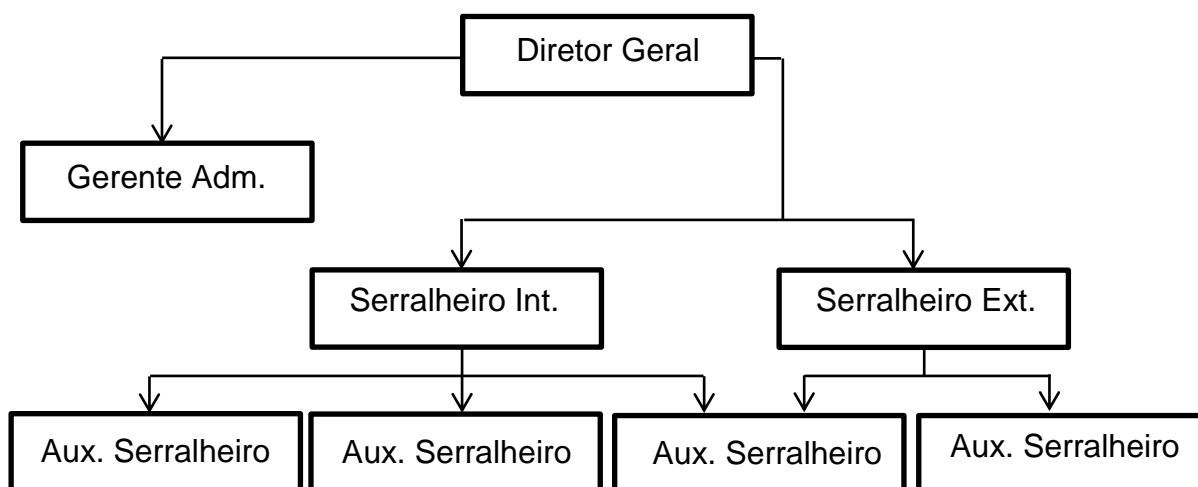 Diretor Geral
Gerente Adm.
Serralheiro Int.
Serralheiro Ext.
Aux. Serralheiro
Aux. Serralheiro
Aux. Serralheiro
Aux. Serralheiro